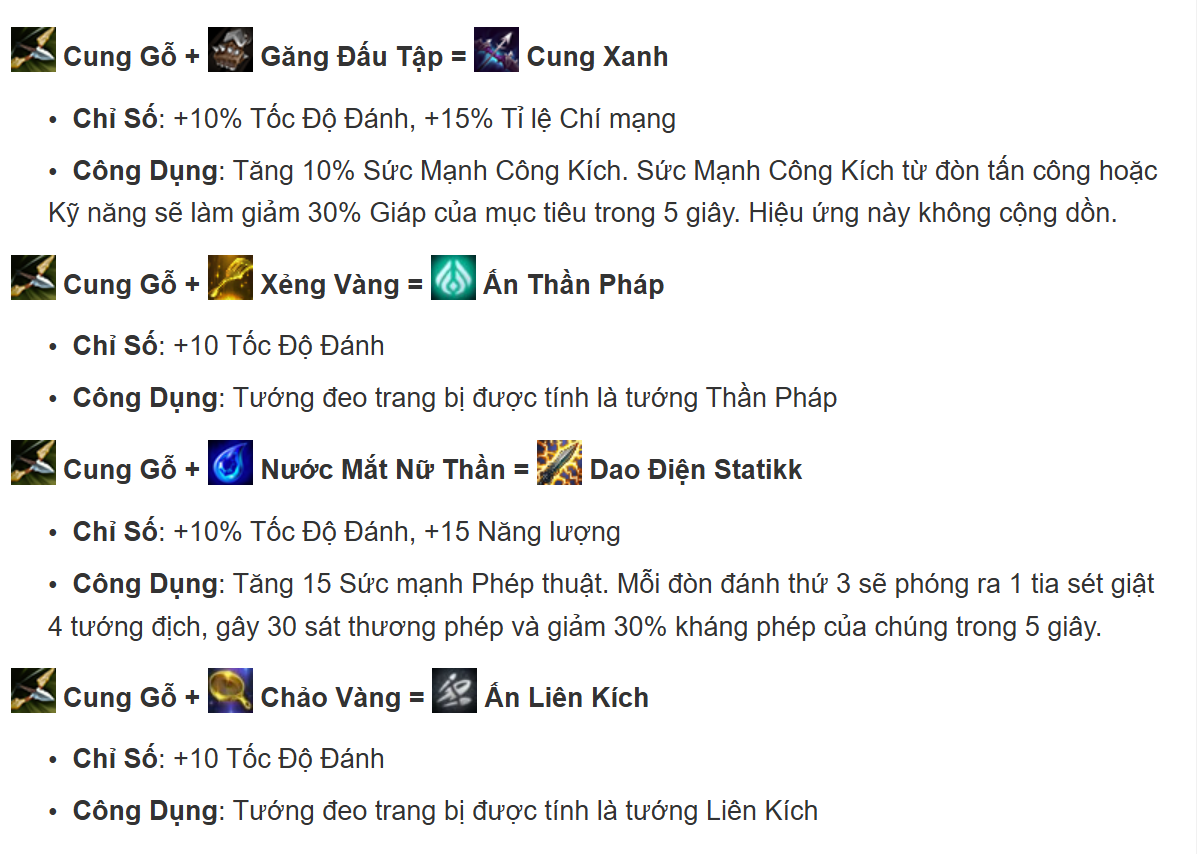 Cung Gỗ + Găng Đấu Tập = Cung Xanh
• Chỉ Số: +10% Tốc Độ Đánh, +15% Tỉ lệ Chí mạng
• Công Dụng: Tăng 10% Sức Mạnh Công Kích. Sức Mạnh Công Kích từ đòn tấn công hoặc
Kỹ năng sẽ làm giảm 30% Giáp của mục tiêu trong 5 giây. Hiệu ứng này không cộng dồn.
Cung Gỗ + Xẻng Vàng = Ấn Thần Pháp
• Chỉ Số: +10 Tốc Độ Đánh
• Công Dụng: Tướng đeo trang bị được tính là tướng Thần Pháp
Cung Gỗ + Nước Mắt Nữ Thần = Dao Điện Statikk
• Chỉ Số: +10% Tốc Độ Đánh, +15 Năng lượng
• Công Dụng: Tăng 15 Sức mạnh Phép thuật. Mỗi đòn đánh thứ 3 sẽ phóng ra 1 tia sét giật
4 tướng địch, gây 30 sát thương phép và giảm 30% kháng phép của chúng trong 5 giây.
Cung Gỗ + Chảo Vàng = Ấn Liên Kích
• Chỉ Số: +10 Tốc Độ Đánh
• Công Dụng: Tướng đeo trang bị được tính là tướng Liên Kích